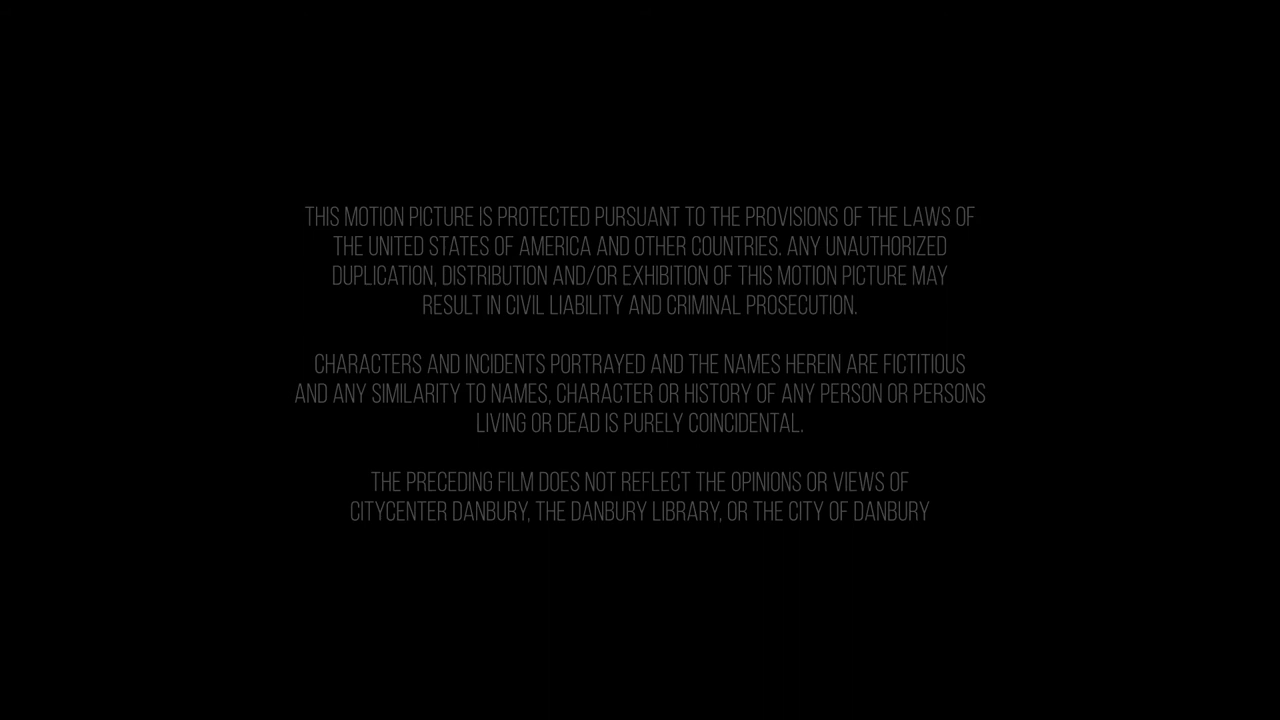 THIS MOTION PICTURE IS PROTECTED PURSUANT TO THE PROVISIONS OF THE LAWS OF
THE UNITED STATES OF AMERICA AND OTHER COUNTRIES. ANY UNAUTHORIZED
DUPLICATION, DISTRIBUTION AND/OR EXHIBITION OF THIS MOTION PICTURE MAY
RESULT IN CIVIL LIABILITY AND CRIMINAL PROSECUTION.
CHARACTERS AND INCIDENTS PORTRAYED AND THE NAMES HEREIN ARE FICTITIOUS
AND ANY SIMILARITY TO NAMES, CHARACTER OR HISTORY OF ANY PERSON OR PERSONS
LIVING OR DEAD IS PURELY COINCIDENTAL.
THE PRECEDING FILM DOES NOT REFLECT THE OPINIONS OR VIEWS OF
CITYCENTER DANBURY, THE DANBURY LIBRARY, OR THE CITY OF DANBURY